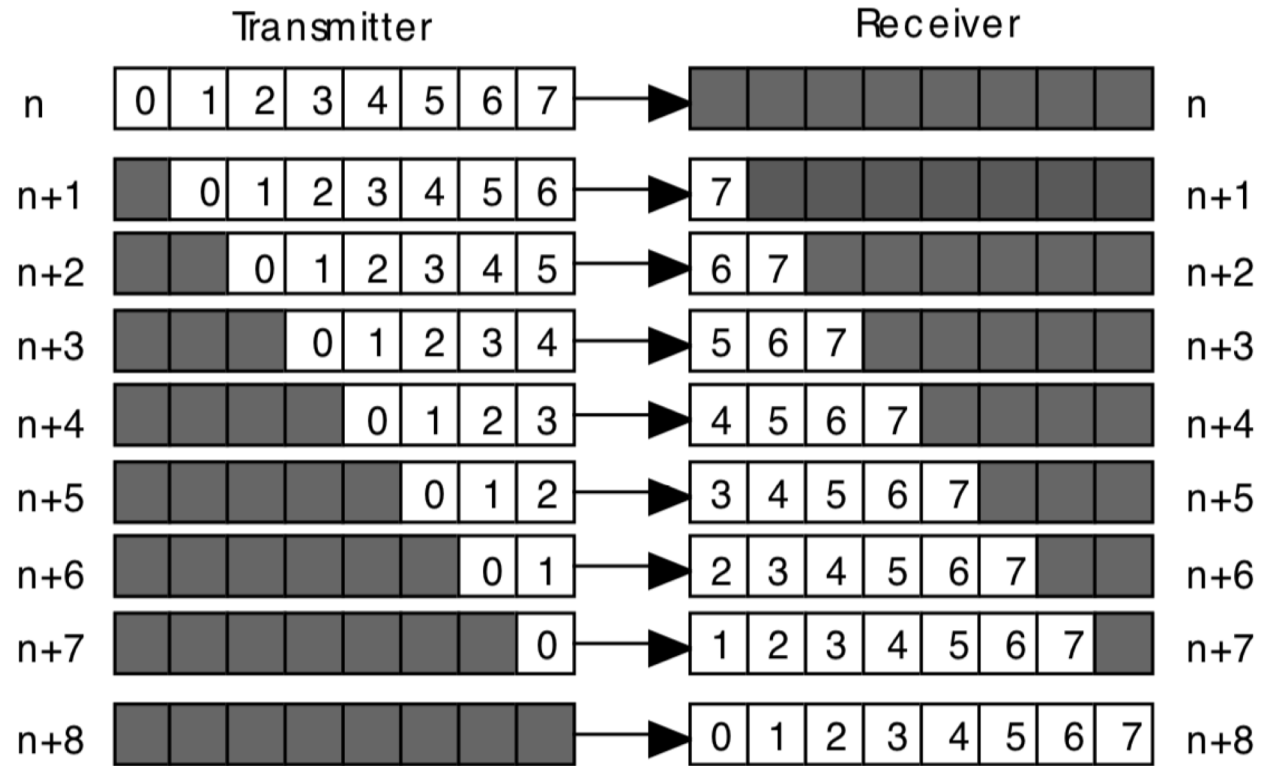 Transmitter Receiver
n 0 1 2 3 4 5 6 7 n
n+1 0 1 2 3 4 5 6 7 n+1
n+2 0 1 2 3 4 5 6 7 n+2
n+3 0 1 2 3 4 5 6 7 n+3
n+4 0 1 2 3 4 5 6 7 n+4
n+5 0 1 2 3 4 5 6 7 n+5
n+6 0 1 2 3 4 5 6 7 n+6
n+7 0 1 2 3 4 5 6 7 n+7
n+8 0 1 2 3 4 5 6 7 n+8